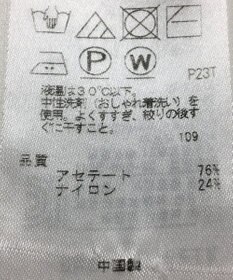 P W
P23T
液温は30℃以下
中性洗剤（おしゃれ着洗い）を
使用。よくすすぎ、絞りの後す
ぐに干すこと。
109
品質
アセテート 76%
ナイロン 24%
中国製